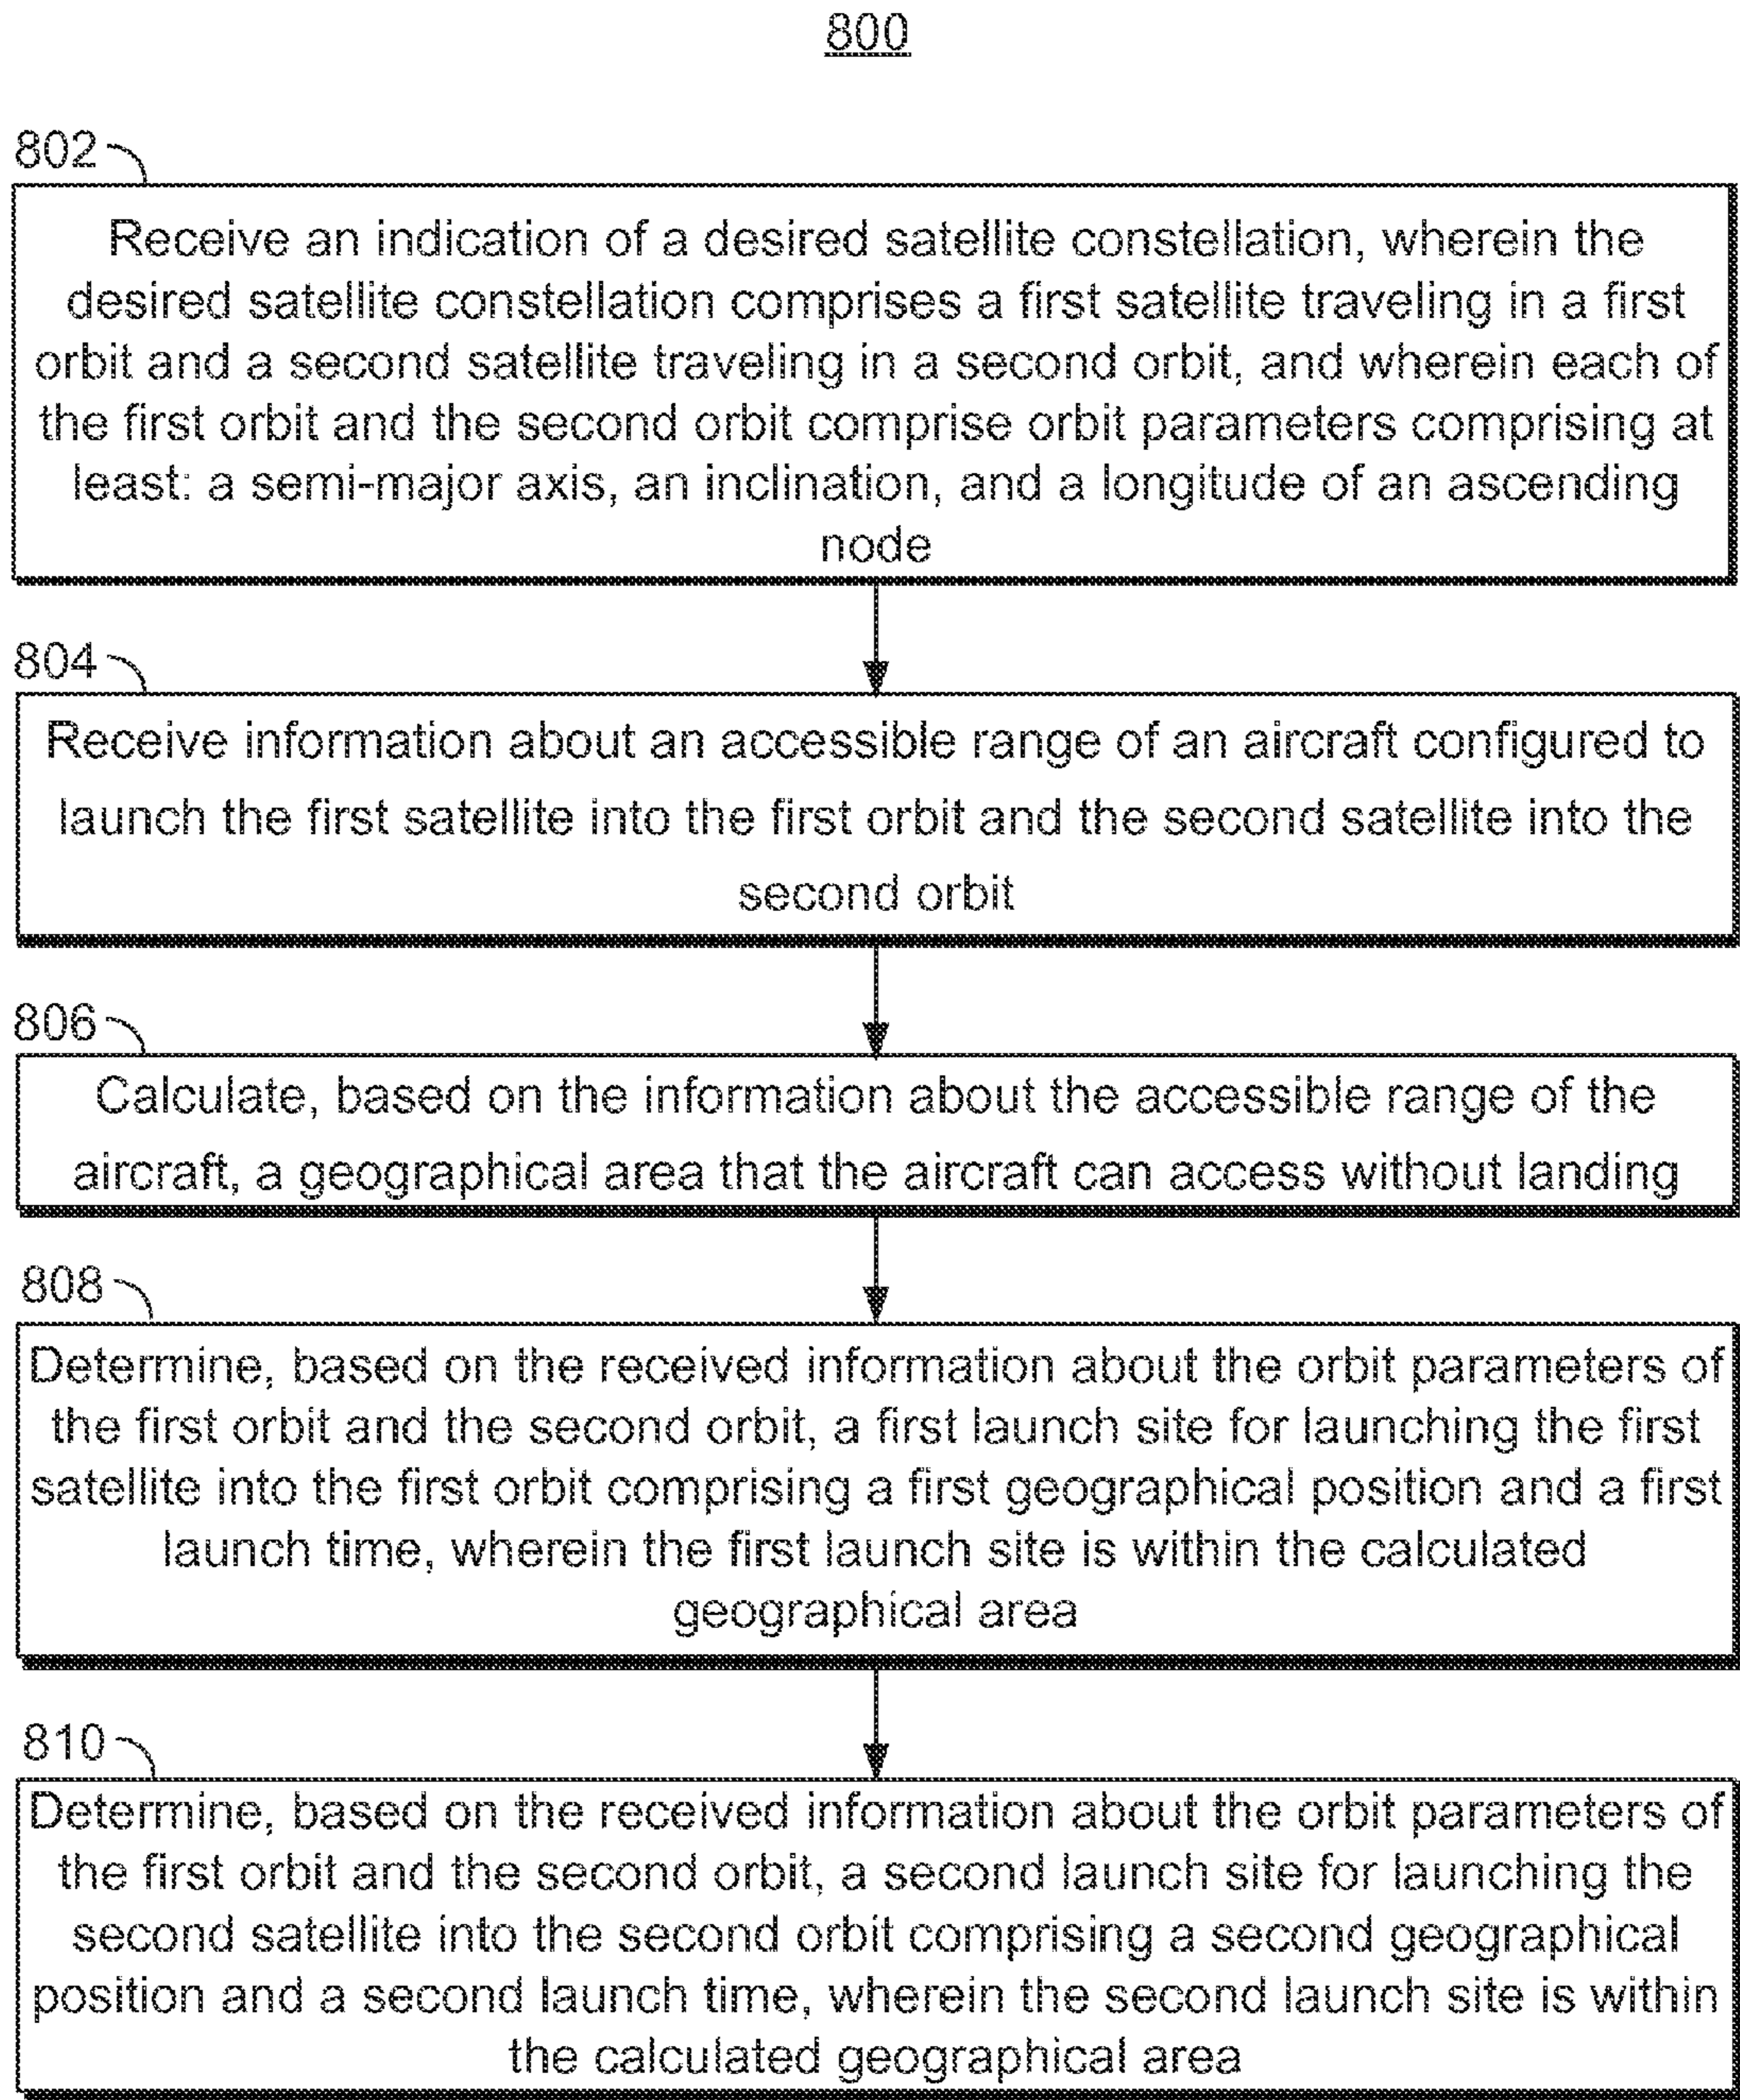 800
802
Receive an indication of a desired satellite constellation, wherein the
desired satellite constellation comprises a first satellite traveling in a first
orbit and a second satellite traveling in a second orbit, and wherein each of
the first orbit and the second orbit comprise orbit parameters comprising at
least: a semi-major axis, an inclination, and a longitude of an ascending
node
804
Receive information about an accessible range of an aircraft configured to
launch the first satellite into the first orbit and the second satellite into the
second orbit
806
Calculate, based on the information about the accessible range of the
aircraft, a geographical area that the aircraft can access without landing
808
Determine, based on the received information about the orbit parameters of
the first orbit and the second orbit, a first launch site for launching the first
satellite into the first orbit comprising a first geographical position and a first
launch time, wherein the first launch site is within the calculated
geographical area
810
Determine, based on the received information about the orbit parameters of
the first orbit and the second orbit, a second launch site for launching the
second satellite into the second orbit comprising a second geographical
position and a second launch time, wherein the second launch site is within
the calculated geographical area